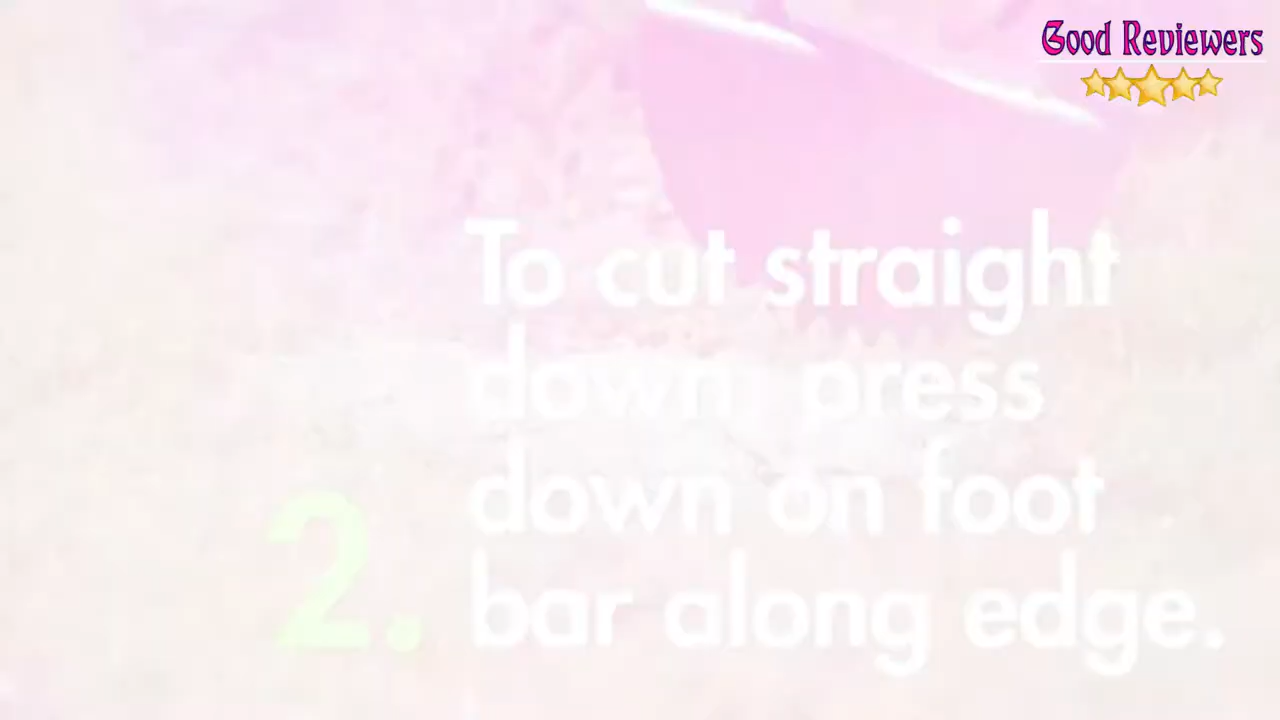 Good Reviewers
To cut straight
down, press
down on foot
2. bar along edge.